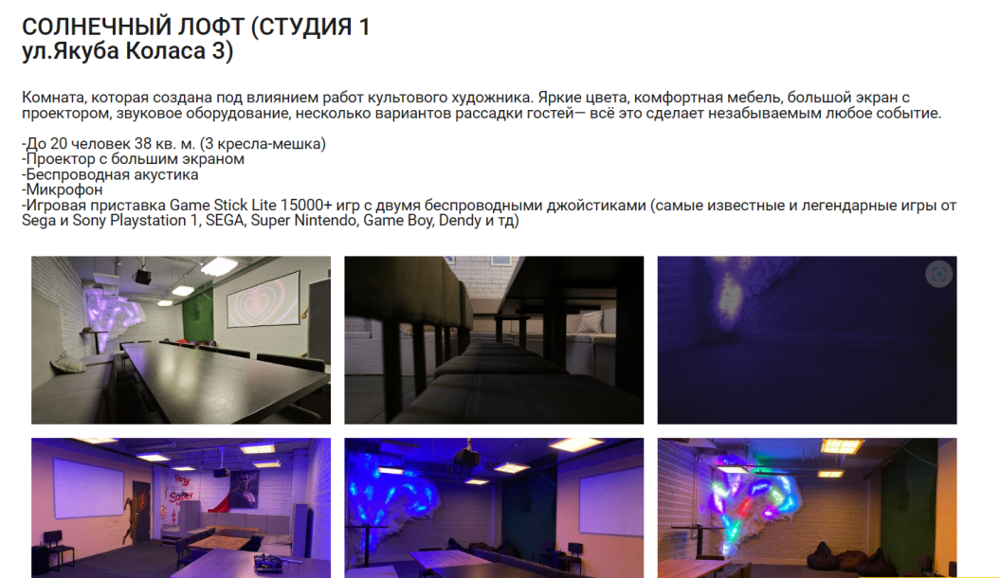 СОЛНЕЧНЫЙ ЛОФТ (СТУДИЯ 1
ул.Якуба Коласа 3)
Комната, которая создана под влиянием работ культового художника. Яркие цвета, комфортная мебель, большой экран с
проектором, звуковое оборудование, несколько вариантов рассадки гостей— всё это сделает незабываемым любое событие.
-До 20 человек 38 кв. м. (3 кресла-мешка)
-Проектор с большим экраном
-Беспроводная акустика
-Микрофон
-Игровая приставка Game Stick Lite 15000+ игр с двумя беспроводными джойстиками (самые известные и легендарные игры от
Sega и Sony Playstation 1, SEGA, Super Nintendo, Game Boy, Dendy и тд)
Party
Sober